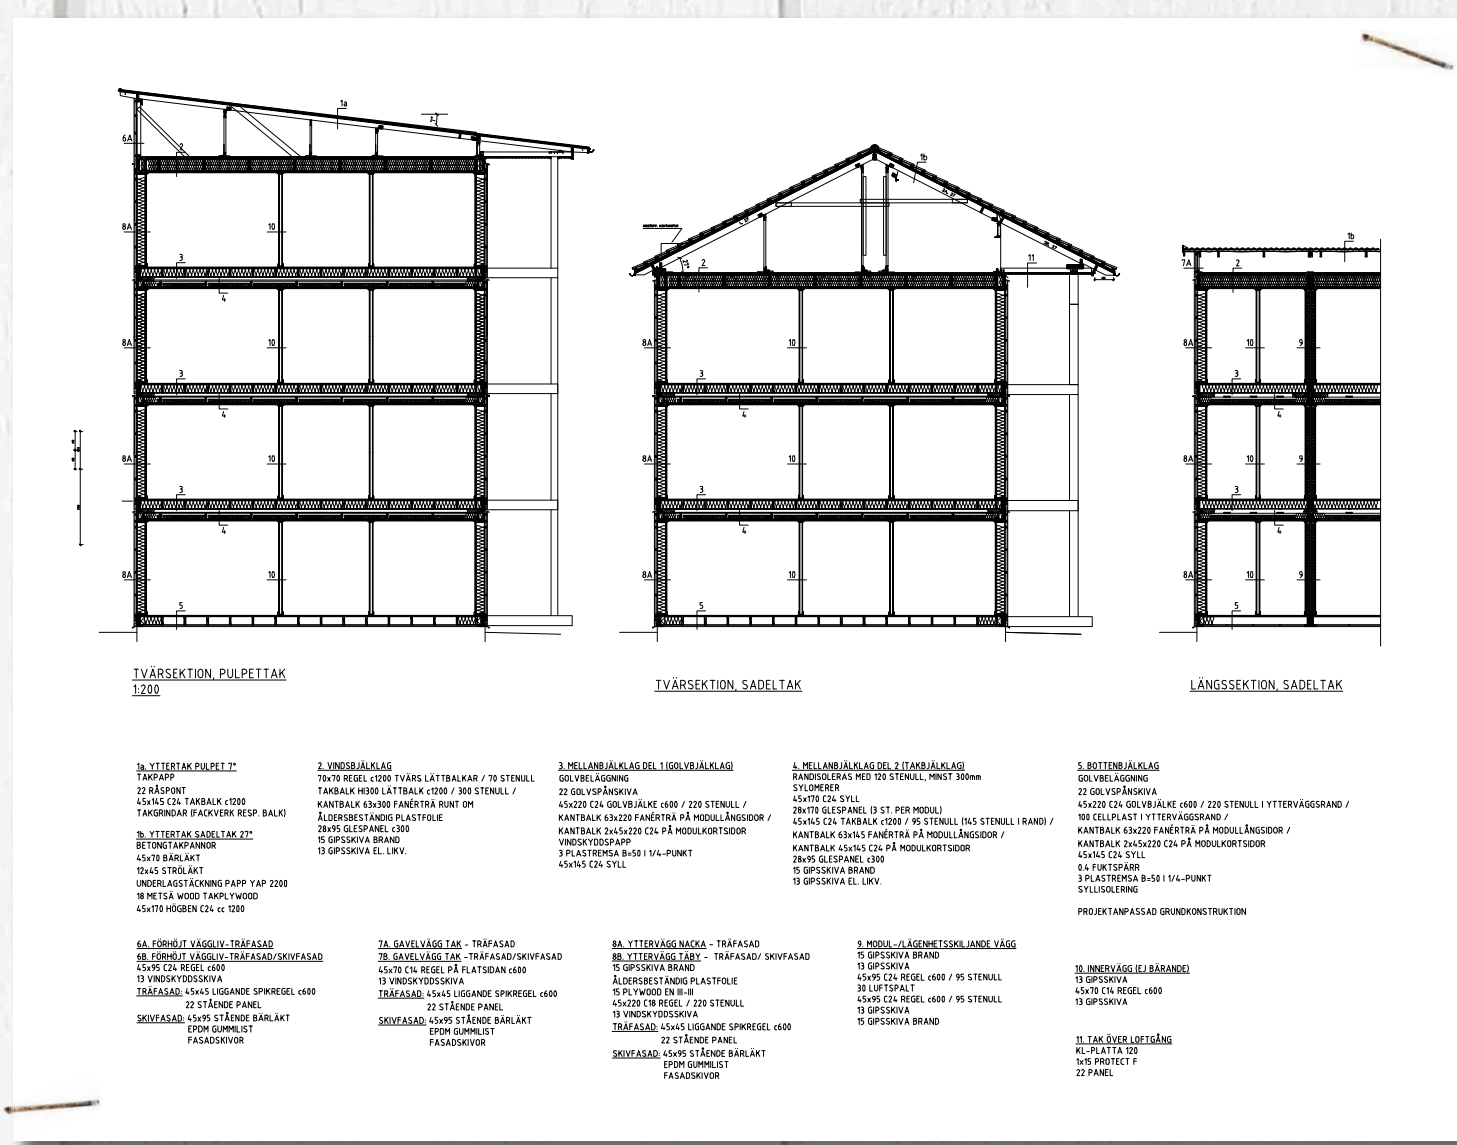 1a
6A
2
8A
10
3
4
8A
10
3
4
8A
10
3
4
8A
10
5
1b
11
2
8A
10
3
4
8A
10
3
4
8A
10
5
1b
7A
2
8A
10
9
3
4
8A
10
9
3
4
8A
10
9
5
TVÄRSEKTION, PULPETTAK
1:200
TVÄRSEKTION, SADELTAK
LÄNGSSEKTION, SADELTAK
1a. YTTERTAK PULPET 7°
TAKPAPP
22 RÅSPONT
45x145 C24 TAKBALK c1200
TAKGRINDAR (FACKVERK RESP. BALK)
1b. YTTERTAK SADELTAK 27°
BETONGTAKPANNOR
45x70 BÄRLÄKT
12x45 STRÖLÄKT
UNDERLAGSTÄCKNING PAPP YAP 2200
18 METSÄ WOOD TAKPLYWOOD
45x170 HÖGBEN C24 cc 1200
2. VINDSBJÄLKLAG
70x70 REGEL c1200 TVÄRS LÄTTBALKAR / 70 STENULL
TAKBALK HI300 LÄTTBALK c1200 / 300 STENULL /
KANTBALK 63x300 FANÉRTRÄ RUNT OM
ÅLDERSBESTÄNDIG PLASTFOLIE
28x95 GLESPANEL c300
15 GIPSSKIVA BRAND
13 GIPSSKIVA EL. LIKV.
3. MELLANBJÄLKLAG DEL 1 (GOLVBJÄLKLAG)
GOLVBELÄGGNING
22 GOLVSPÅNSKIVA
45x220 C24 GOLVBJÄLKE c600 / 220 STENULL /
KANTBALK 63x220 FANÉRTRÄ PÅ MODULLÅNGSIDOR /
KANTBALK 2x45x220 C24 PÅ MODULKORTSIDOR
VINDSKYDDSPAPP
3 PLASTREMSA B=50 I 1/4-PUNKT
45x145 C24 SYLL
4. MELLANBJÄLKLAG DEL 2 (TAKBJÄLKLAG)
RANDISOLERAS MED 120 STENULL, MINST 300mm
SYLOMERER
45x170 C24 SYLL
28x170 GLESPANEL (3 ST. PER MODUL)
45x145 C24 TAKBALK c1200 / 95 STENULL (145 STENULL I RAND) /
KANTBALK 63x145 FANÉRTRÄ PÅ MODULLÅNGSIDOR /
KANTBALK 45x145 C24 PÅ MODULKORTSIDOR
28x95 GLESPANEL c300
15 GIPSSKIVA BRAND
13 GIPSSKIVA EL. LIKV.
5. BOTTENBJÄLKLAG
GOLVBELÄGGNING
22 GOLVSPÅNSKIVA
45x220 C24 GOLVBJÄLKE c600 / 220 STENULL I YTTERVÄGGSRAND /
100 CELLPLAST I YTTERVÄGGSRAND /
KANTBALK 63x220 FANÉRTRÄ PÅ MODULLÅNGSIDOR /
KANTBALK 2x45x220 C24 PÅ MODULKORTSIDOR
45x145 C24 SYLL
0.4 FUKTSPÄRR
3 PLASTREMSA B=50 I 1/4-PUNKT
SYLLISOLERING
PROJEKTANPASSAD GRUNDKONSTRUKTION
6A. FÖRHÖJT VÄGGLIV-TRÄFASAD
6B. FÖRHÖJT VÄGGLIV-TRÄFASAD/SKIVFASAD
45x95 C24 REGEL c600
13 VINDSKYDDSSKIVA
TRÄFASAD: 45x45 LIGGANDE SPIKREGEL c600
22 STÅENDE PANEL
SKIVFASAD: 45x95 STÅENDE BÄRLÄKT
EPDM GUMMILIST
FASADSKIVOR
7A. GAVELVÄGG TAK - TRÄFASAD
7B. GAVELVÄGG TAK -TRÄFASAD/SKIVFASAD
45x70 C14 REGEL PÅ FLATSIDAN c600
13 VINDSKYDDSSKIVA
TRÄFASAD: 45x45 LIGGANDE SPIKREGEL c600
22 STÅENDE PANEL
SKIVFASAD: 45x95 STÅENDE BÄRLÄKT
EPDM GUMMILIST
FASADSKIVOR
8A. YTTERVÄGG NACKA - TRÄFASAD
8B. YTTERVÄGG TÄBY - TRÄFASAD/ SKIVFASAD
15 GIPSSKIVA BRAND
ÅLDERSBESTÄNDIG PLASTFOLIE
15 PLYWOOD EN III-III
45x220 C18 REGEL / 220 STENULL
13 VINDSKYDDSSKIVA
TRÄFASAD: 45x45 LIGGANDE SPIKREGEL c600
22 STÅENDE PANEL
SKIVFASAD: 45x95 STÅENDE BÄRLÄKT
EPDM GUMMILIST
FASADSKIVOR
9. MODUL-/LÄGENHETSSKILJANDE VÄGG
15 GIPSSKIVA BRAND
13 GIPSSKIVA
45x95 C24 REGEL c600 / 95 STENULL
30 LUFTSPALT
45x95 C24 REGEL c600 / 95 STENULL
13 GIPSSKIVA
15 GIPSSKIVA BRAND
10. INNERVÄGG (EJ BÄRANDE)
13 GIPSSKIVA
45x70 C14 REGEL c600
13 GIPSSKIVA
11. TAK ÖVER LOFTGÅNG
KL-PLATTA 120
1x15 PROTECT F
22 PANEL